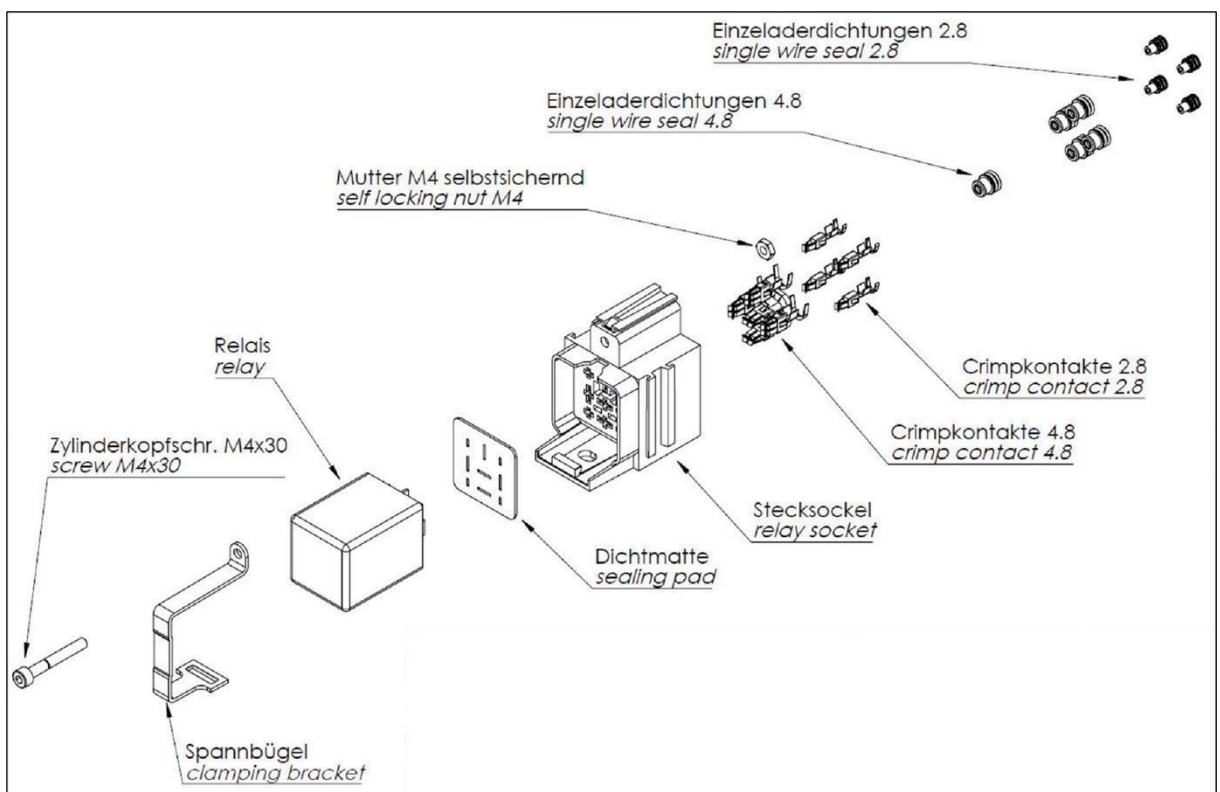 Einzeladerdichtungen 2.8
single wire seal 2.8
Einzeladerdichtungen 4.8
single wire seal 4.8
Mutter M4 selbstsichernd
self locking nut M4
Relais
relay
Crimpkontakte 2.8
crimp contact 2.8
Zylinderkopfschr. M4x30
screw M4x30
Crimpkontakte 4.8
crimp contact 4.8
Stecksockel
relay socket
Dichtmatte
sealing pad
Spannbügel
clamping bracket